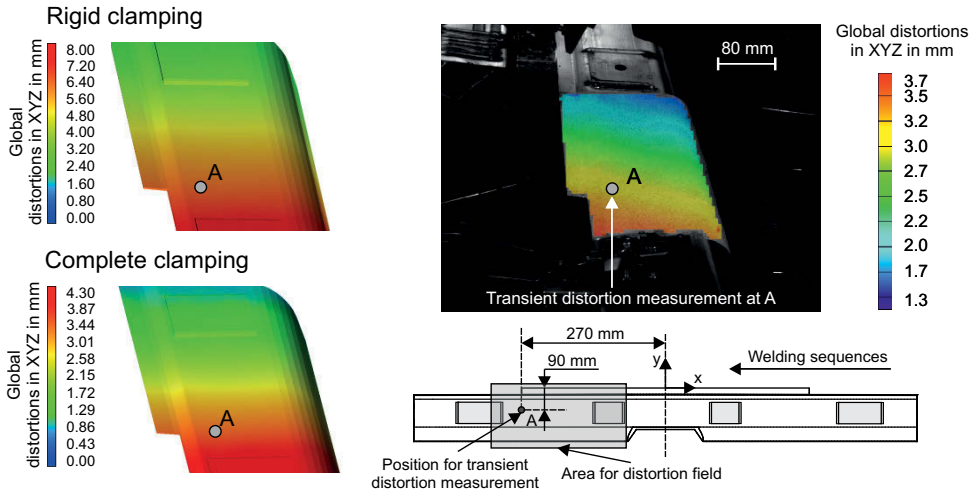 Rigid clamping
Global
distortions in XYZ in mm
8.00
7.20
6.40
5.60
4.80
4.00
3.20
2.40
1.60
0.80
0.00
A
Complete clamping
Global
distortions in XYZ in mm
4.30
3.87
3.44
3.01
2.58
2.15
1.72
1.29
0.86
0.43
0.00
A
80 mm
A
Transient distortion measurement at A
Global distortions
in XYZ in mm
3.7
3.5
3.2
3.0
2.7
2.5
2.2
2.0
1.7
1.3
270 mm
90 mm
y
x
Welding sequences
A
Position for transient
distortion measurement
Area for distortion field